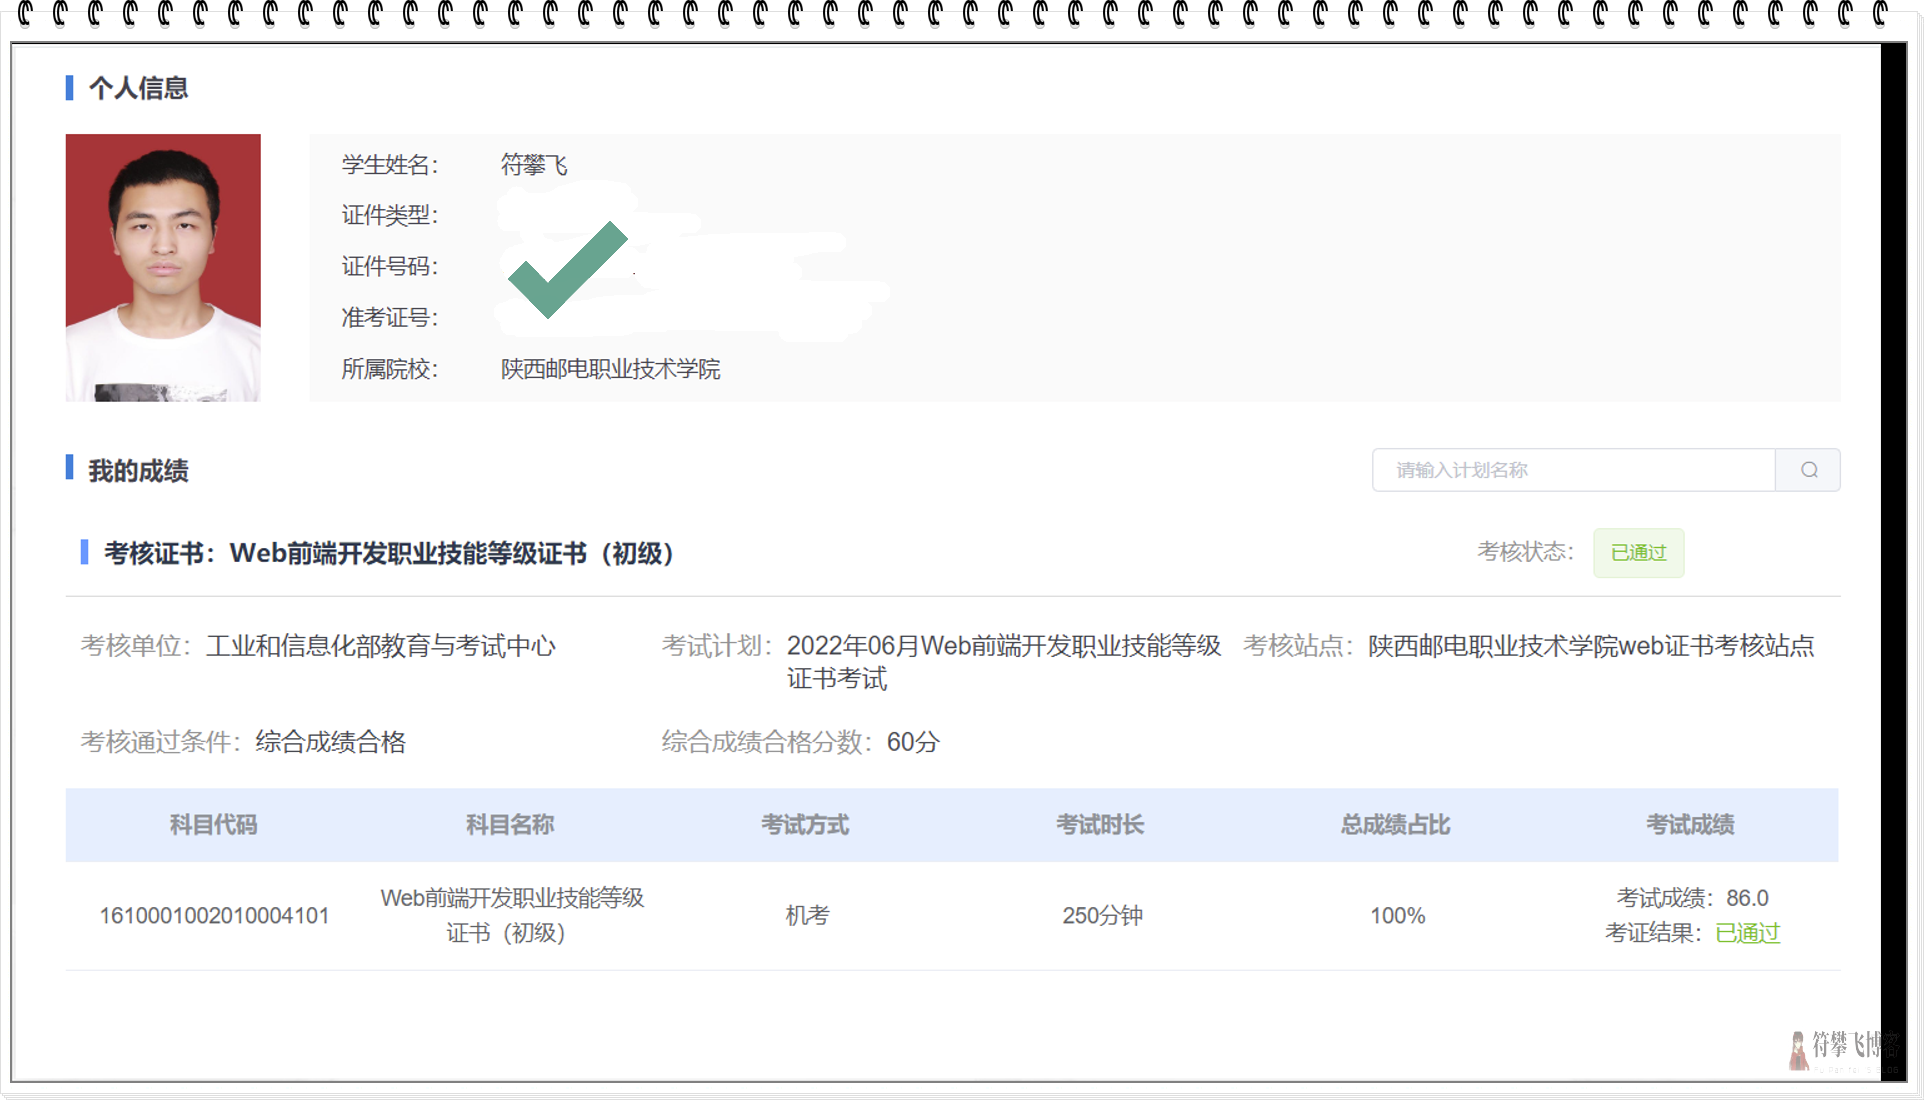 个人信息
学生姓名： 符攀飞
证件类型：
证件号码：
准考证号：
所属院校： 陕西邮电职业技术学院
我的成绩
请输入计划名称
考核证书：Web前端开发职业技能等级证书（初级）
考核状态： 已通过
考核单位：工业和信息化部教育与考试中心
考试计划：2022年06月Web前端开发职业技能等级
证书考试
考核站点：陕西邮电职业技术学院web证书考核站点
考核通过条件：综合成绩合格
综合成绩合格分数：60分
科目代码 科目名称 考试方式 考试时长 总成绩占比 考试成绩
1610001002010004101
Web前端开发职业技能等级
证书（初级）
机考
250分钟
100%
考试成绩：86.0
考证结果：已通过
符攀飞博客